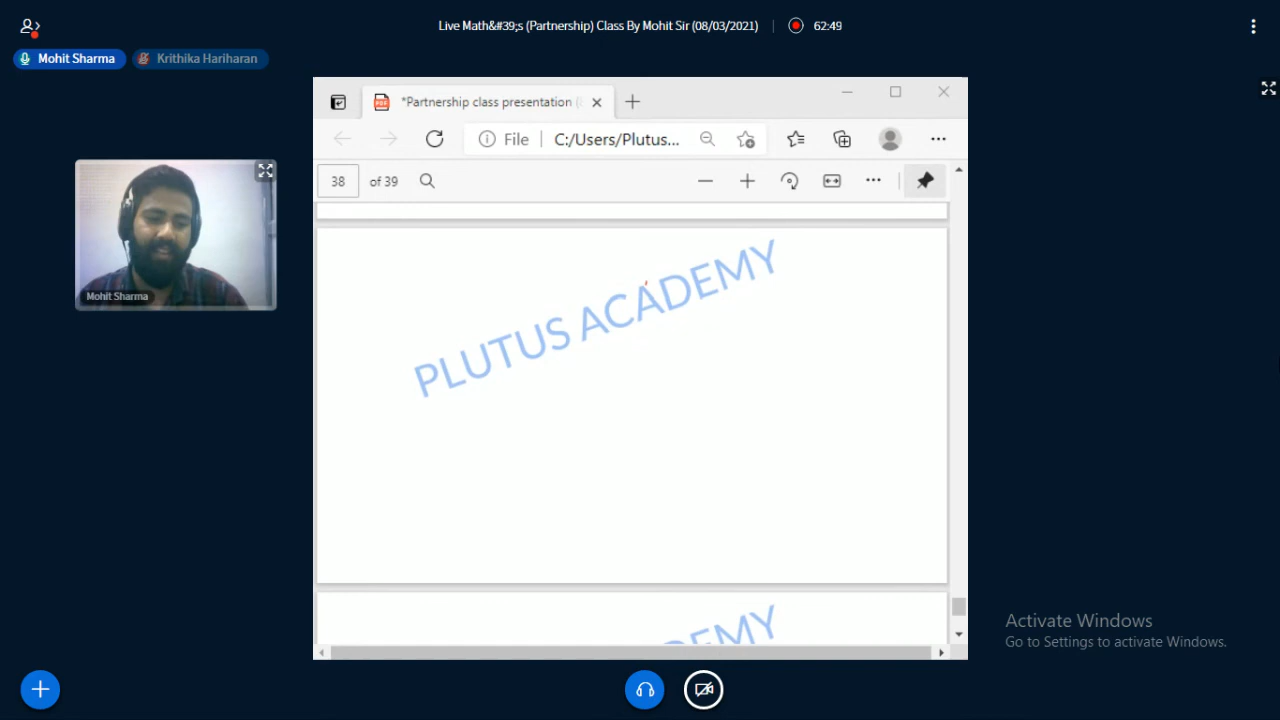 Live Math&#39;s (Partnership) Class By Mohit Sir (08/03/2021)
62:49
Mohit Sharma
Krithika Hariharan
*Partnership class presentation (
File
C:/Users/Plutus...
38
of 39
Mohit Sharma
PLUTUS ACADEMY
ADEMY
Activate Windows
Go to Settings to activate Windows.